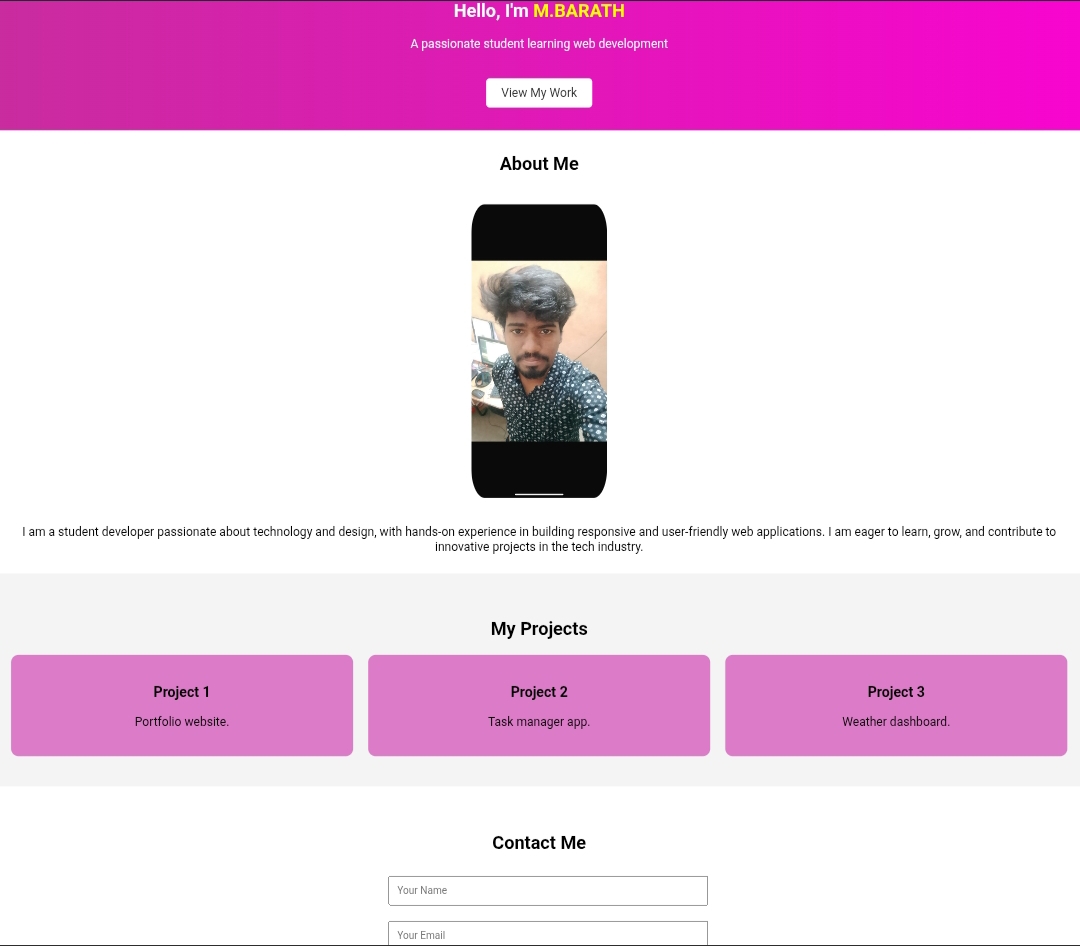 Hello, I'm M.BARATH
A passionate student learning web development
View My Work
About Me
I am a student developer passionate about technology and design, with hands-on experience in building responsive and user-friendly web applications. I am eager to learn, grow, and contribute to
innovative projects in the tech industry.
My Projects
Project 1
Portfolio website.
Project 2
Task manager app.
Project 3
Weather dashboard.
Contact Me
Your Name
Your Email